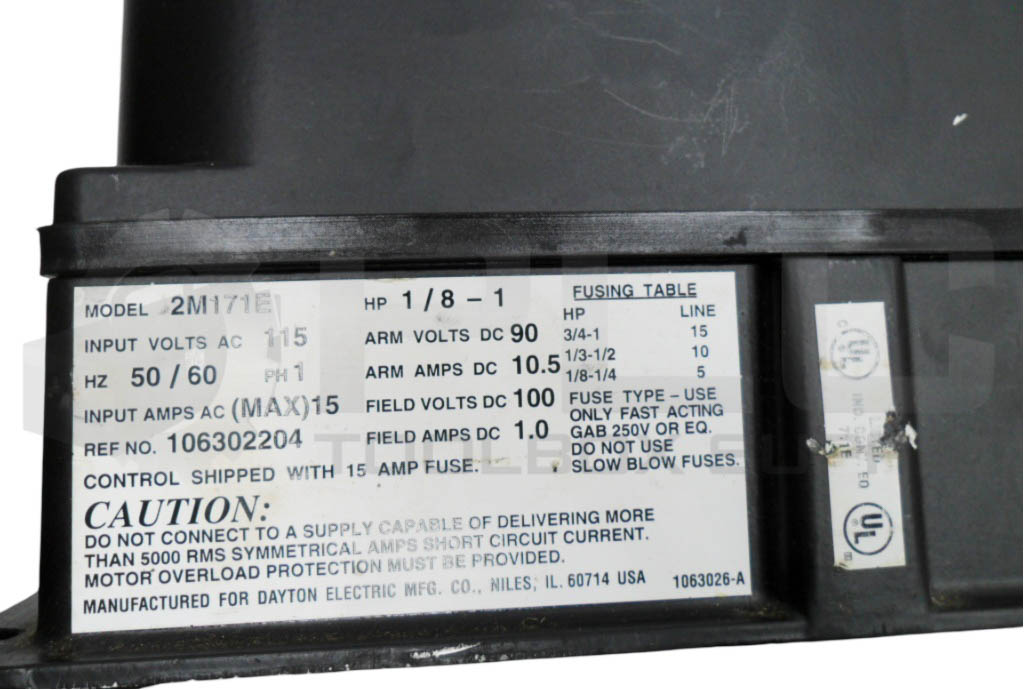 MODEL 2M171E
HP 1/8 - 1
INPUT VOLTS AC 115
ARM VOLTS DC 90
HZ 50/60 PH 1
ARM AMPS DC 10.5
INPUT AMPS AC (MAX) 15
FIELD VOLTS DC 100
REF NO. 106302204
FIELD AMPS DC 1.0
CONTROL SHIPPED WITH 15 AMP FUSE.
FUSING TABLE
HP LINE
3/4-1 15
1/3-1/2 10
1/8-1/4 5
FUSE TYPE - USE
ONLY FAST ACTING
GAB 250V OR EQ.
DO NOT USE
SLOW BLOW FUSES.
CAUTION:
DO NOT CONNECT TO A SUPPLY CAPABLE OF DELIVERING MORE
THAN 5000 RMS SYMMETRICAL AMPS SHORT CIRCUIT CURRENT.
MOTOR OVERLOAD PROTECTION MUST BE PROVIDED.
MANUFACTURED FOR DAYTON ELECTRIC MFG. CO., NILES, IL. 60714 USA 1063026-A
UL
UL
PLC
TOOLBOX